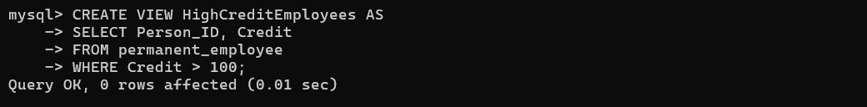 mysql> CREATE VIEW HighCreditEmployees AS
    -> SELECT Person_ID, Credit
    -> FROM permanent_employee
    -> WHERE Credit > 100;
Query OK, 0 rows affected (0.01 sec)